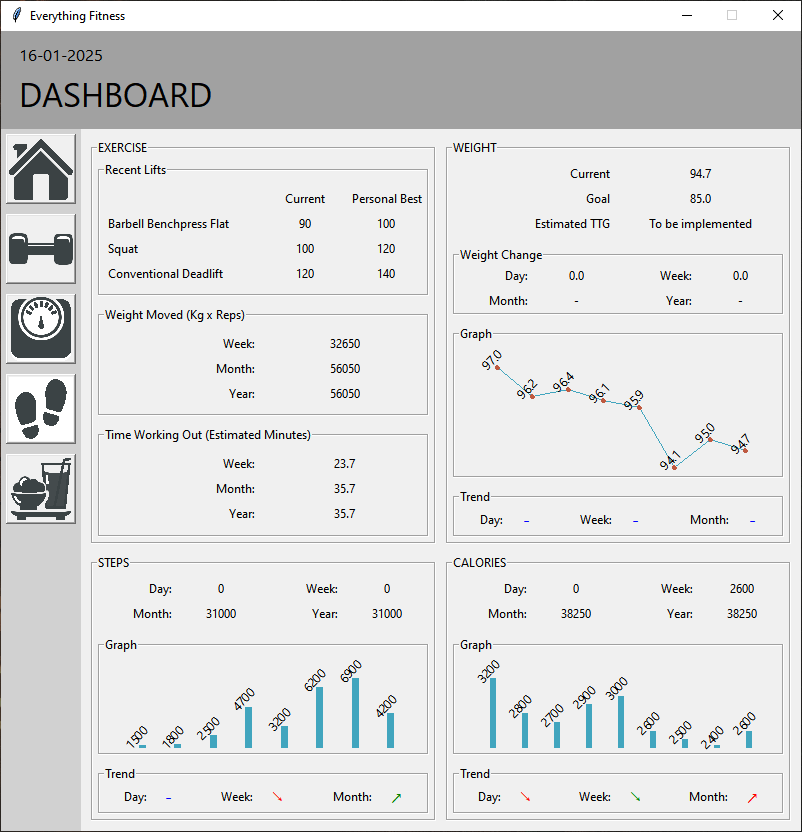 Everything Fitness
16-01-2025
DASHBOARD
EXERCISE
Recent Lifts
Current Personal Best
Barbell Benchpress Flat 90 100
Squat 100 120
Conventional Deadlift 120 140
Weight Moved (Kg x Reps)
Week: 32650
Month: 56050
Year: 56050
Time Working Out (Estimated Minutes)
Week: 23.7
Month: 35.7
Year: 35.7
WEIGHT
Current 94.7
Goal 85.0
Estimated TTG To be implemented
Weight Change
Day: 0.0 Week: 0.0
Month: - Year: -
Graph
97.0 96.2 96.4 96.1 95.9 94.1 95.0 94.7
Trend
Day: - Week: - Month: -
STEPS
Day: 0 Week: 0
Month: 31000 Year: 31000
Graph
1500 1800 2500 4700 3200 6200 6900 4200
Trend
Day: - Week: ↘ Month: ↗
CALORIES
Day: 0 Week: 2600
Month: 38250 Year: 38250
Graph
3200 2800 2700 2900 3000 2600 2500 2400 2600
Trend
Day: ↘ Week: ↘ Month: ↗